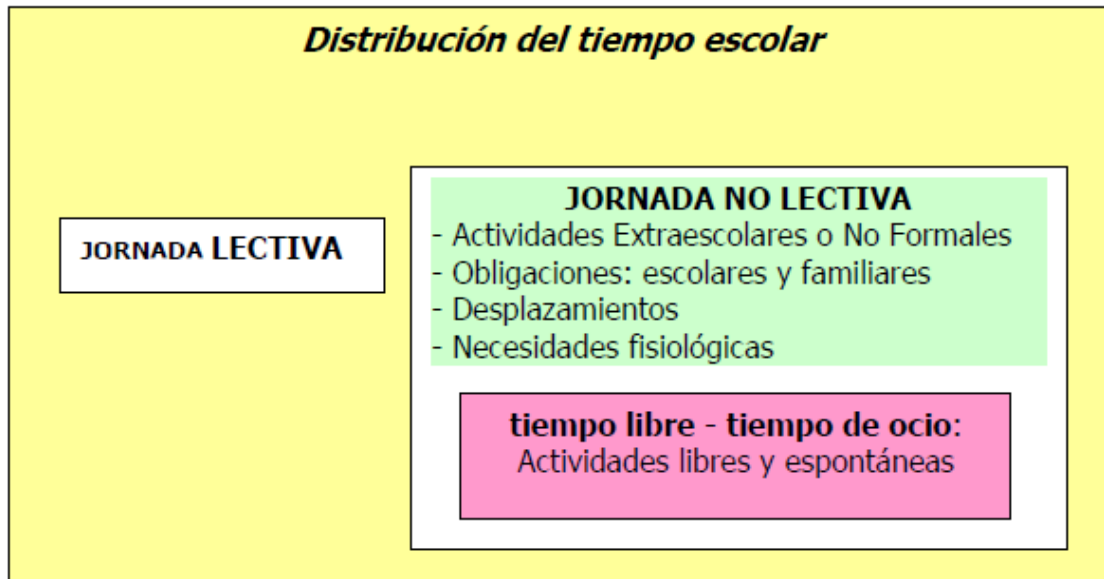 Distribución del tiempo escolar
JORNADA LECTIVA
JORNADA NO LECTIVA
- Actividades Extraescolares o No Formales
- Obligaciones: escolares y familiares
- Desplazamientos
- Necesidades fisiológicas
tiempo libre - tiempo de ocio:
Actividades libres y espontáneas